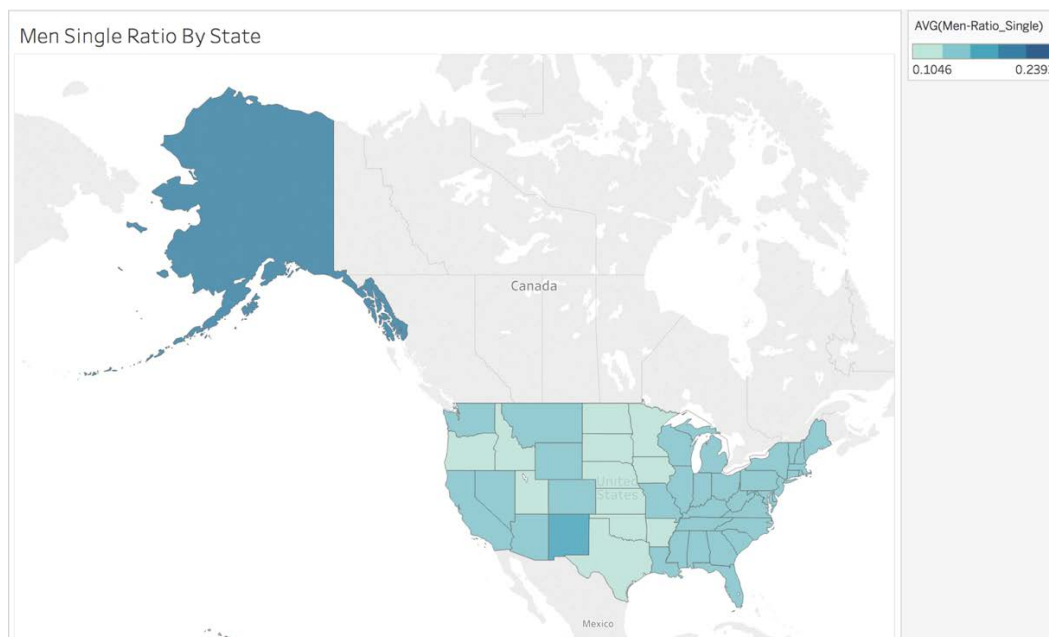 Men Single Ratio By State
AVG(Men-Ratio_Single)
0.1046
Canada
United
States
Mexico